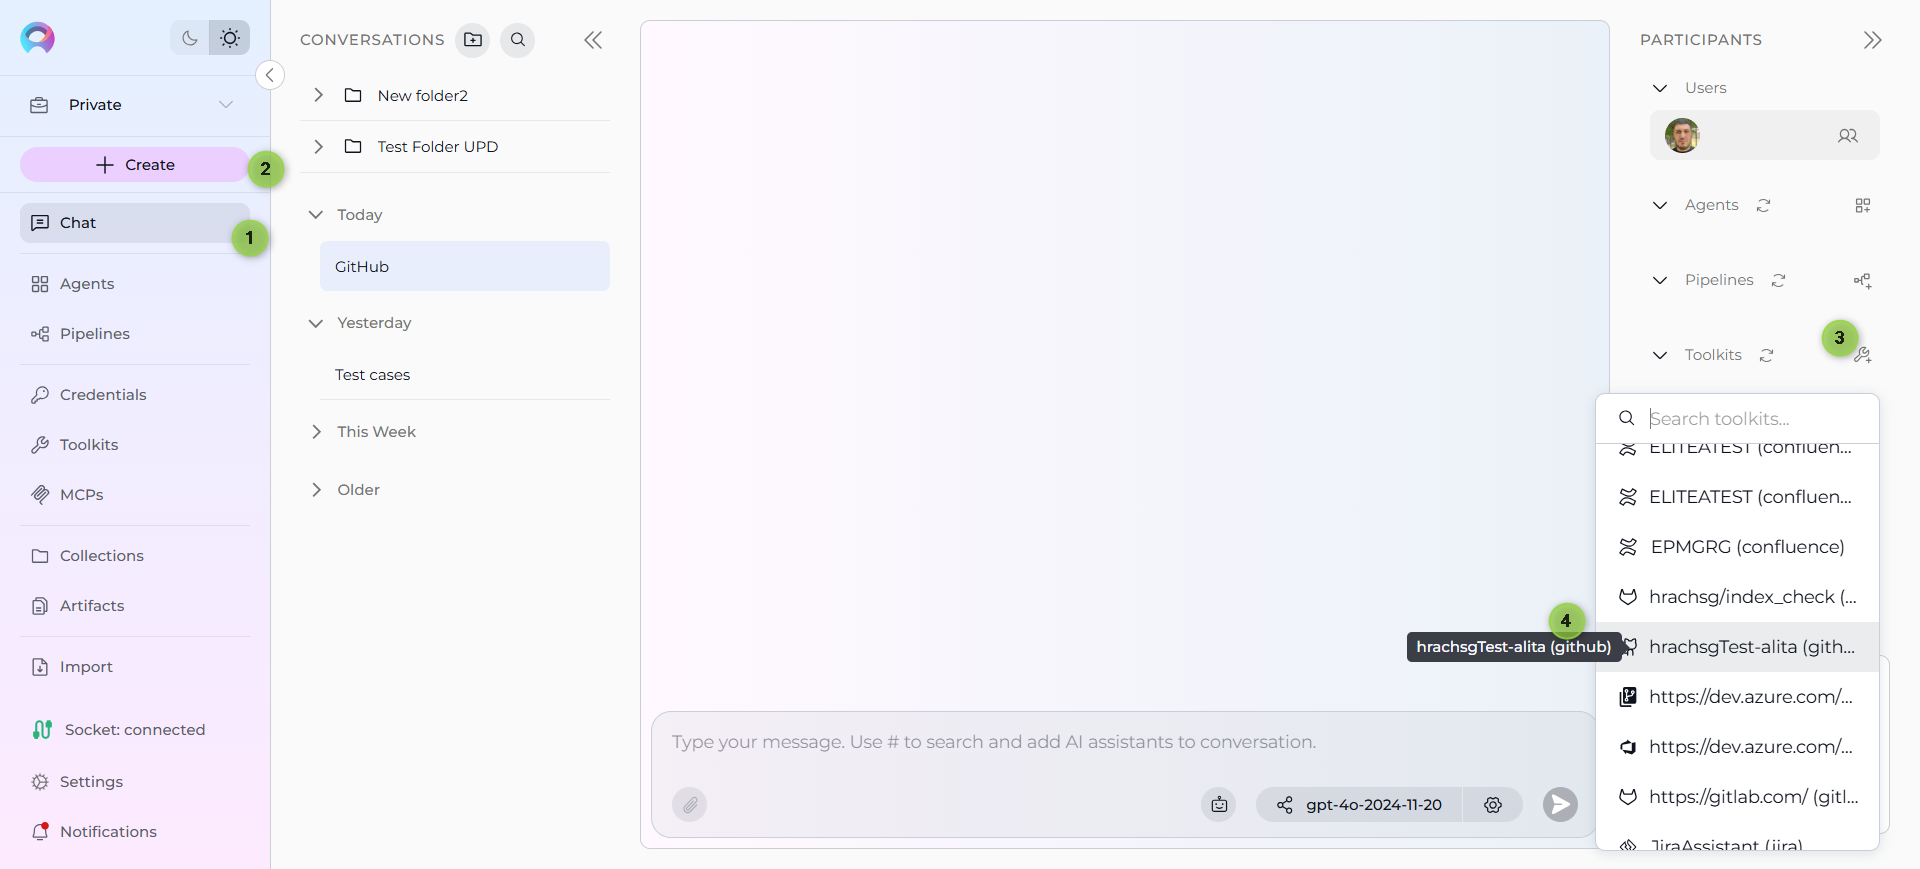 Private
Create
2
Chat
1
Agents
Pipelines
Credentials
Toolkits
MCPs
Collections
Artifacts
Import
Socket: connected
Settings
Notifications
CONVERSATIONS
New folder2
Test Folder UPD
Today
GitHub
Yesterday
Test cases
This Week
Older
Type your message. Use # to search and add AI assistants to conversation.
gpt-4o-2024-11-20
PARTICIPANTS
Users
Agents
Pipelines
3
Toolkits
Search toolkits...
ELITEATEST (confluen...
ELITEATEST (confluen...
EPMGRG (confluence)
hrachsg/index_check (...
4
hrachsgTest-alita (github)
hrachsgTest-alita (gith...
https://dev.azure.com/...
https://dev.azure.com/...
https://gitlab.com/ (gitl...
JiraAssistant (jira)